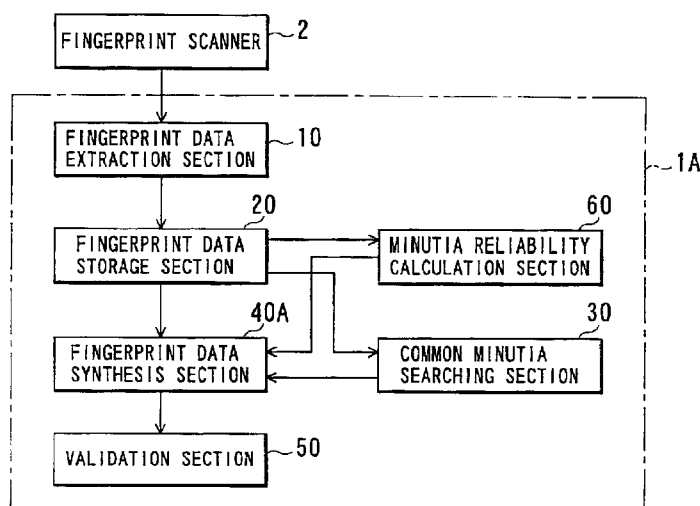 FINGERPRINT SCANNER
2
FINGERPRINT DATA
EXTRACTION SECTION
10
1A
20
FINGERPRINT DATA
STORAGE SECTION
60
MINUTIA RELIABILITY
CALCULATION SECTION
40A
FINGERPRINT DATA
SYNTHESIS SECTION
30
COMMON MINUTIA
SEARCHING SECTION
VALIDATION SECTION
50